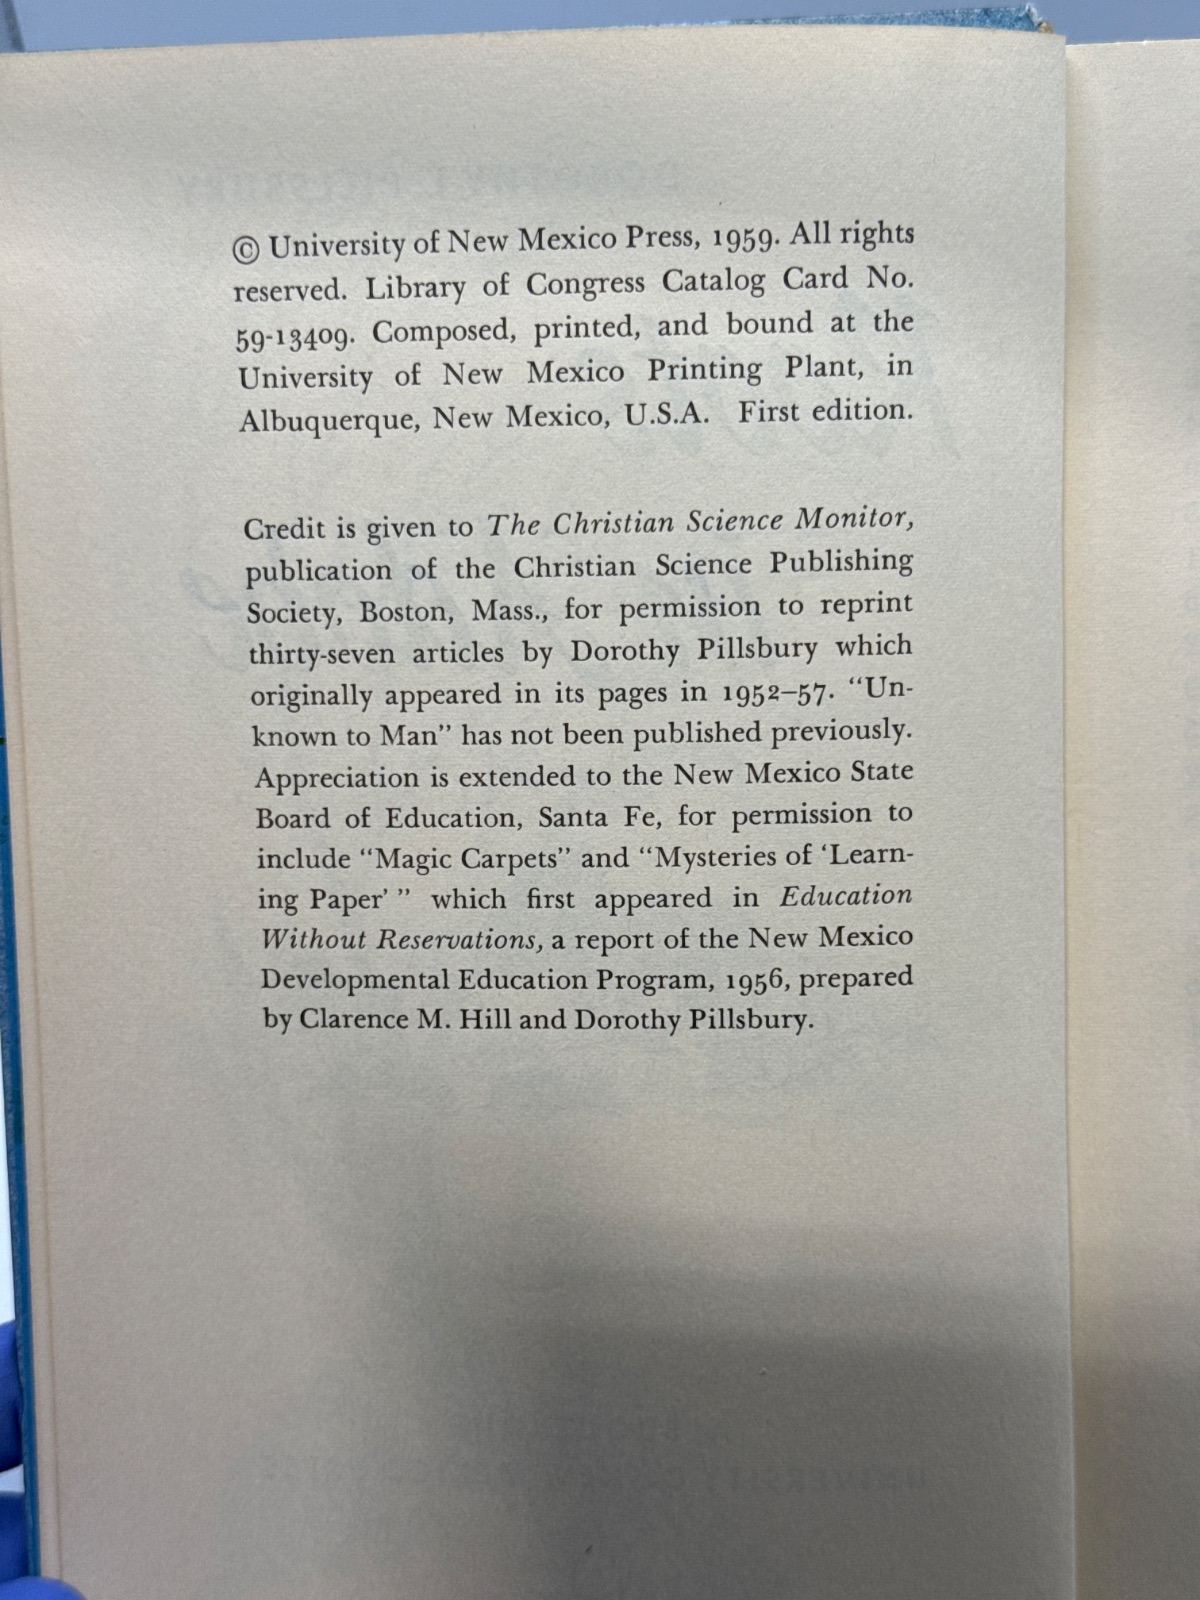 © University of New Mexico Press, 1959. All rights
reserved. Library of Congress Catalog Card No.
59-13409. Composed, printed, and bound at the
University of New Mexico Printing Plant, in
Albuquerque, New Mexico, U.S.A. First edition.
Credit is given to The Christian Science Monitor,
publication of the Christian Science Publishing
Society, Boston, Mass., for permission to reprint
thirty-seven articles by Dorothy Pillsbury which
originally appeared in its pages in 1952–57. “Un-
known to Man” has not been published previously.
Appreciation is extended to the New Mexico State
Board of Education, Santa Fe, for permission to
include “Magic Carpets” and “Mysteries of ‘Learn-
ing Paper’ ” which first appeared in Education
Without Reservations, a report of the New Mexico
Developmental Education Program, 1956, prepared
by Clarence M. Hill and Dorothy Pillsbury.